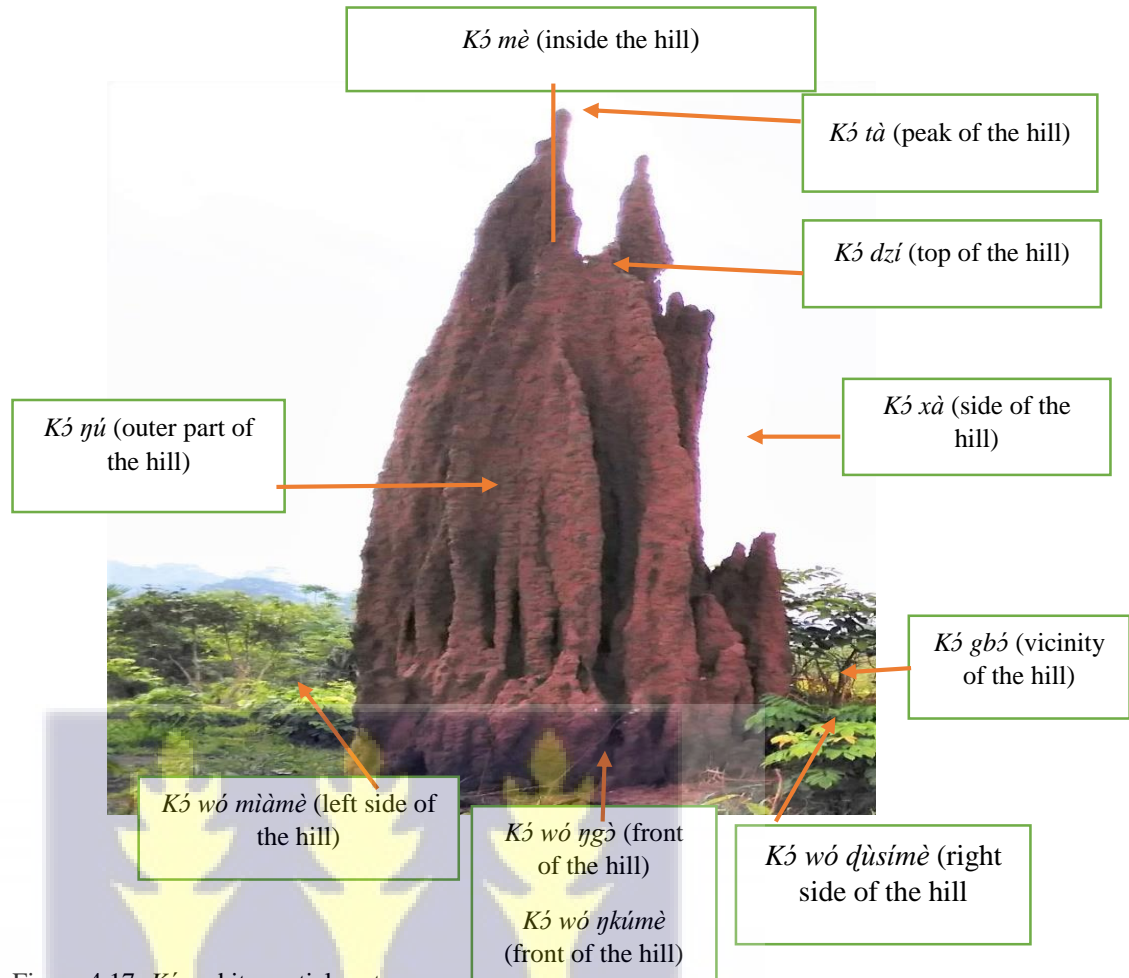 Kɔ́ mè (inside the hill)
Kɔ́ tà (peak of the hill)
Kɔ́ dzí (top of the hill)
Kɔ́ xà (side of the
hill)
Kɔ́ ŋú (outer part of
the hill)
Kɔ́ gbɔ́ (vicinity
of the hill)
Kɔ́ wó mìàmè (left side of
the hill)
Kɔ́ wó ŋgɔ̀ (front
of the hill)
Kɔ́ wó ŋkúmè
(front of the hill)
Kɔ́ wó ɖùsímè (right
side of the hill